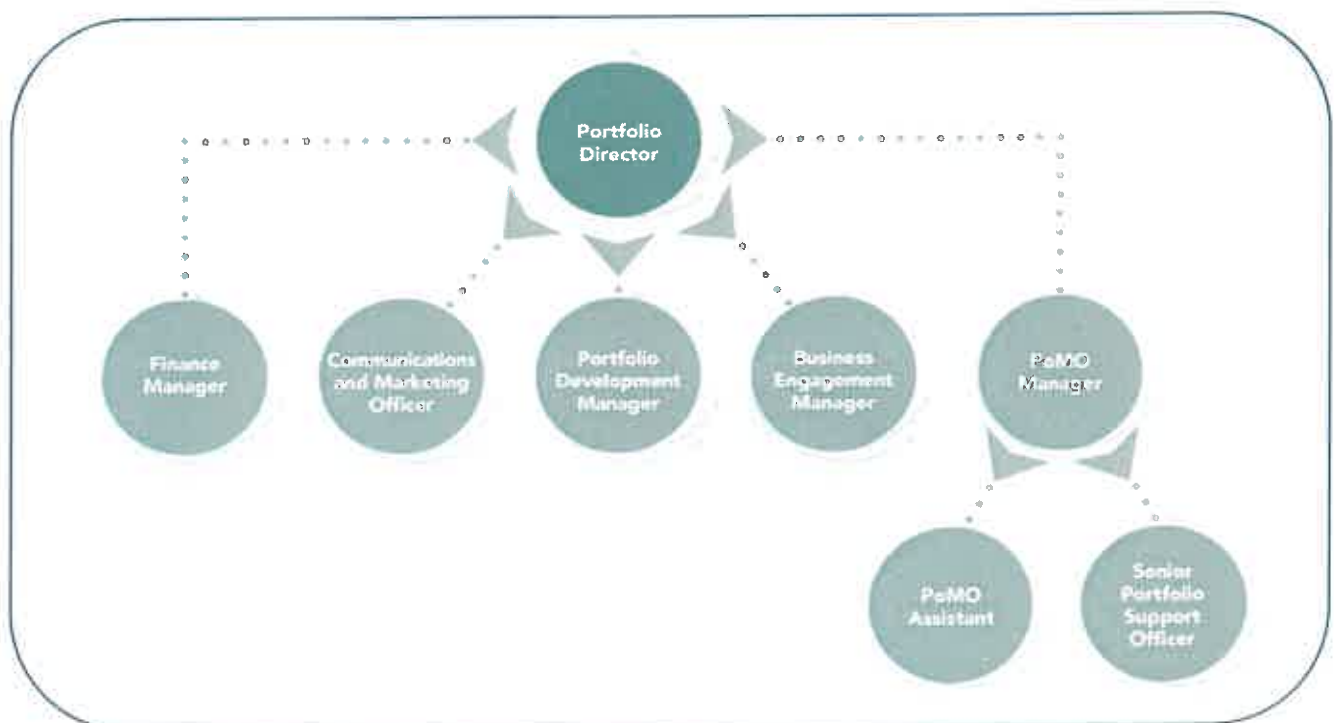 Portfolio
Director
Finance
Manager
Communications
and Marketing
Officer
Portfolio
Development
Manager
Business
Engagement
Manager
PoMO
Manager
PoMO
Assistant
Senior
Portfolio
Support
Officer